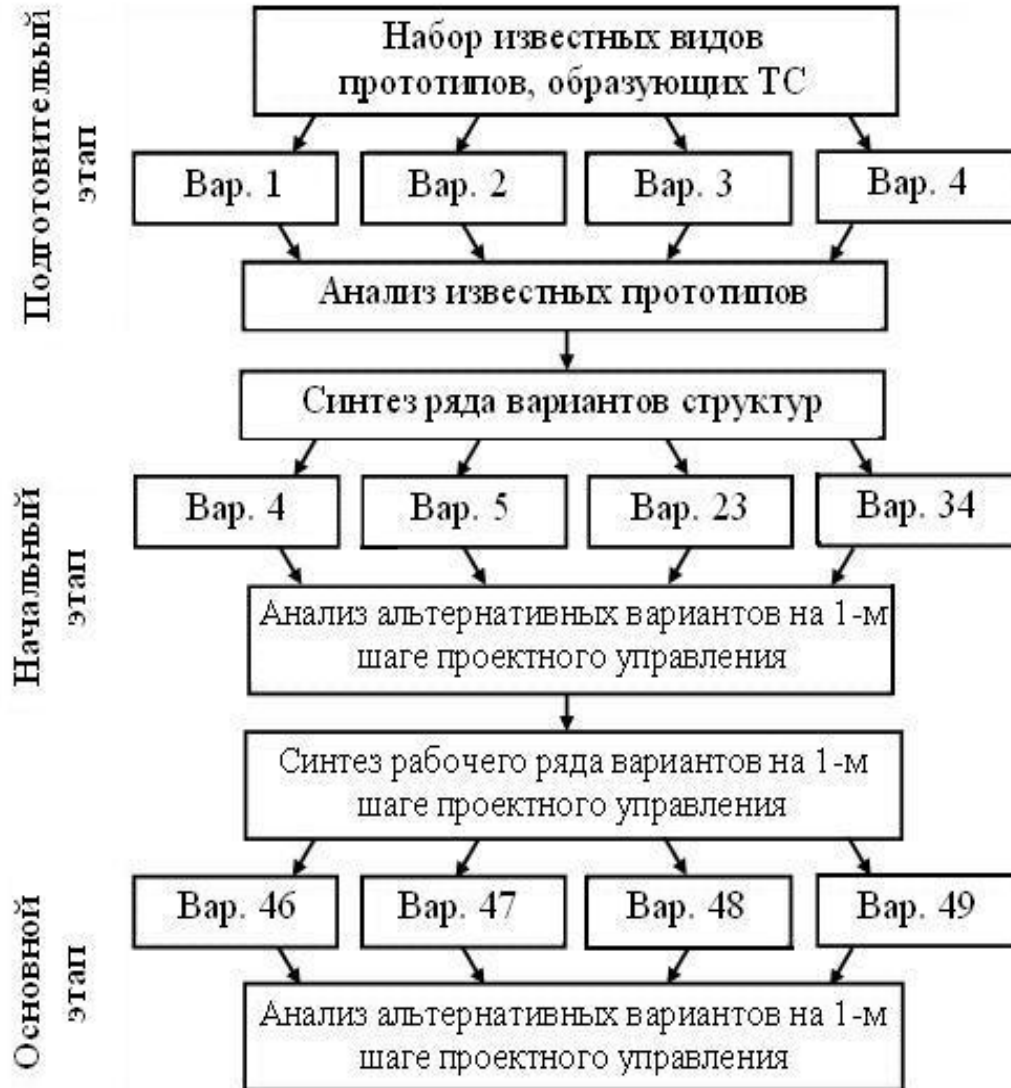 Подготовительный
этап
Набор известных видов
прототипов, образующих ТС
Вар. 1
Вар. 2
Вар. 3
Вар. 4
Анализ известных прототипов
Начальный
этап
Синтез ряда вариантов структур
Вар. 4
Вар. 5
Вар. 23
Вар. 34
Анализ альтернативных вариантов на 1-м
шаге проектного управления
Основной
этап
Синтез рабочего ряда вариантов на 1-м
шаге проектного управления
Вар. 46
Вар. 47
Вар. 48
Вар. 49
Анализ альтернативных вариантов на 1-м
шаге проектного управления